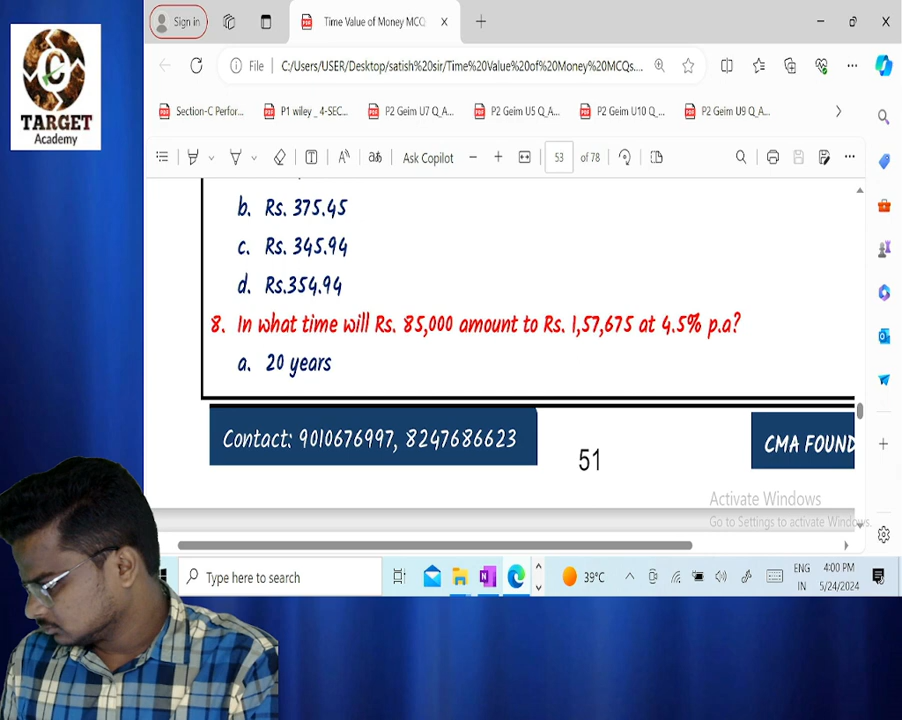 Sign in
Time Value of Money MCQ
File
C:/Users/USER/Desktop/satish%20sir/Time%20Value%20of%20Money%20MCQs...
TARGET
Academy
Section-C Perfor...
P1 wiley _ 4-SEC...
P2 Geim U7 Q_A...
P2 Geim U5 Q_A...
P2 Geim U10 Q_...
P2 Geim U9 Q_A...
Ask Copilot
53 of 78
b. Rs. 375.45
c. Rs. 345.94
d. Rs.354.94
8. In what time will Rs. 85,000 amount to Rs. 1,57,675 at 4.5% p.a?
a. 20 years
Contact: 9010676997, 8247686623
51
CMA FOUND
Activate Windows
Go to Settings to activate Windows.
Type here to search
39°C
ENG
IN
4:00 PM
5/24/2024